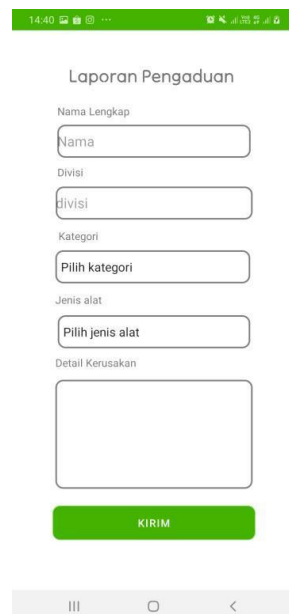 14:40
Laporan Pengaduan
Nama Lengkap
Nama
Divisi
divisi
Kategori
Pilih kategori
Jenis alat
Pilih jenis alat
Detail Kerusakan
KIRIM